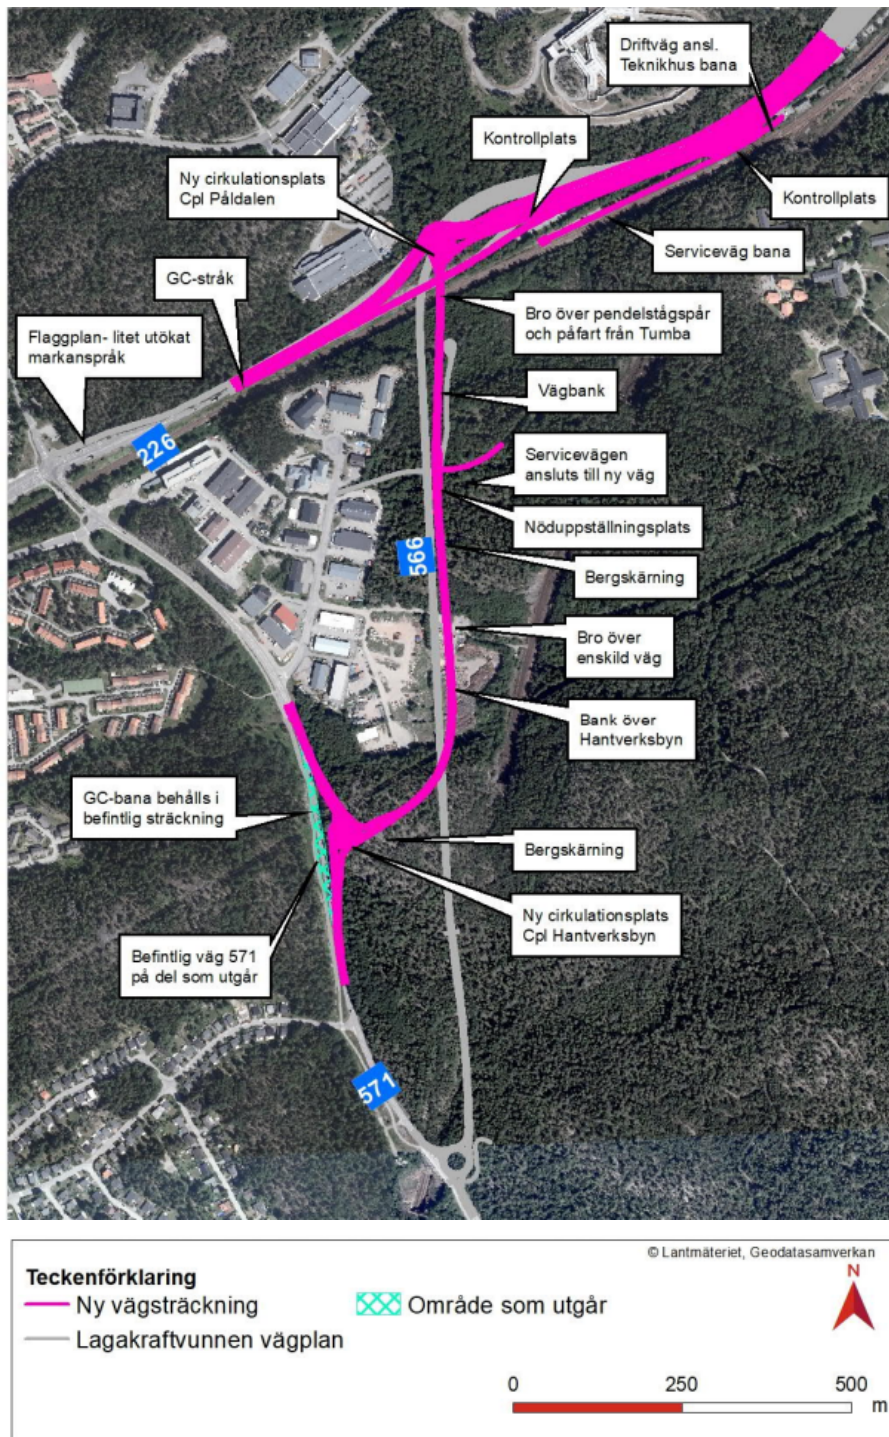 Driftväg ansl.
Teknikhus bana
Kontrollplats
Ny cirkulationsplats
Cpl Påldalen
Kontrollplats
Serviceväg bana
GC-stråk
Bro över pendelstågspår
och påfart från Tumba
Flaggplan- litet utökat
markanspråk
Vägbank
226
Servicevägen
ansluts till ny väg
Nöduppställningsplats
566
Bergskärning
Bro över
enskild väg
Bank över
Hantverksbyn
GC-bana behålls i
befintlig sträckning
Bergskärning
Ny cirkulationsplats
Cpl Hantverksbyn
Befintlig väg 571
på del som utgår
571
© Lantmäteriet, Geodatasamverkan
Teckenförklaring
Ny vägsträckning
Område som utgår
Lagakraftvunnen vägplan
N
0 250 500
m